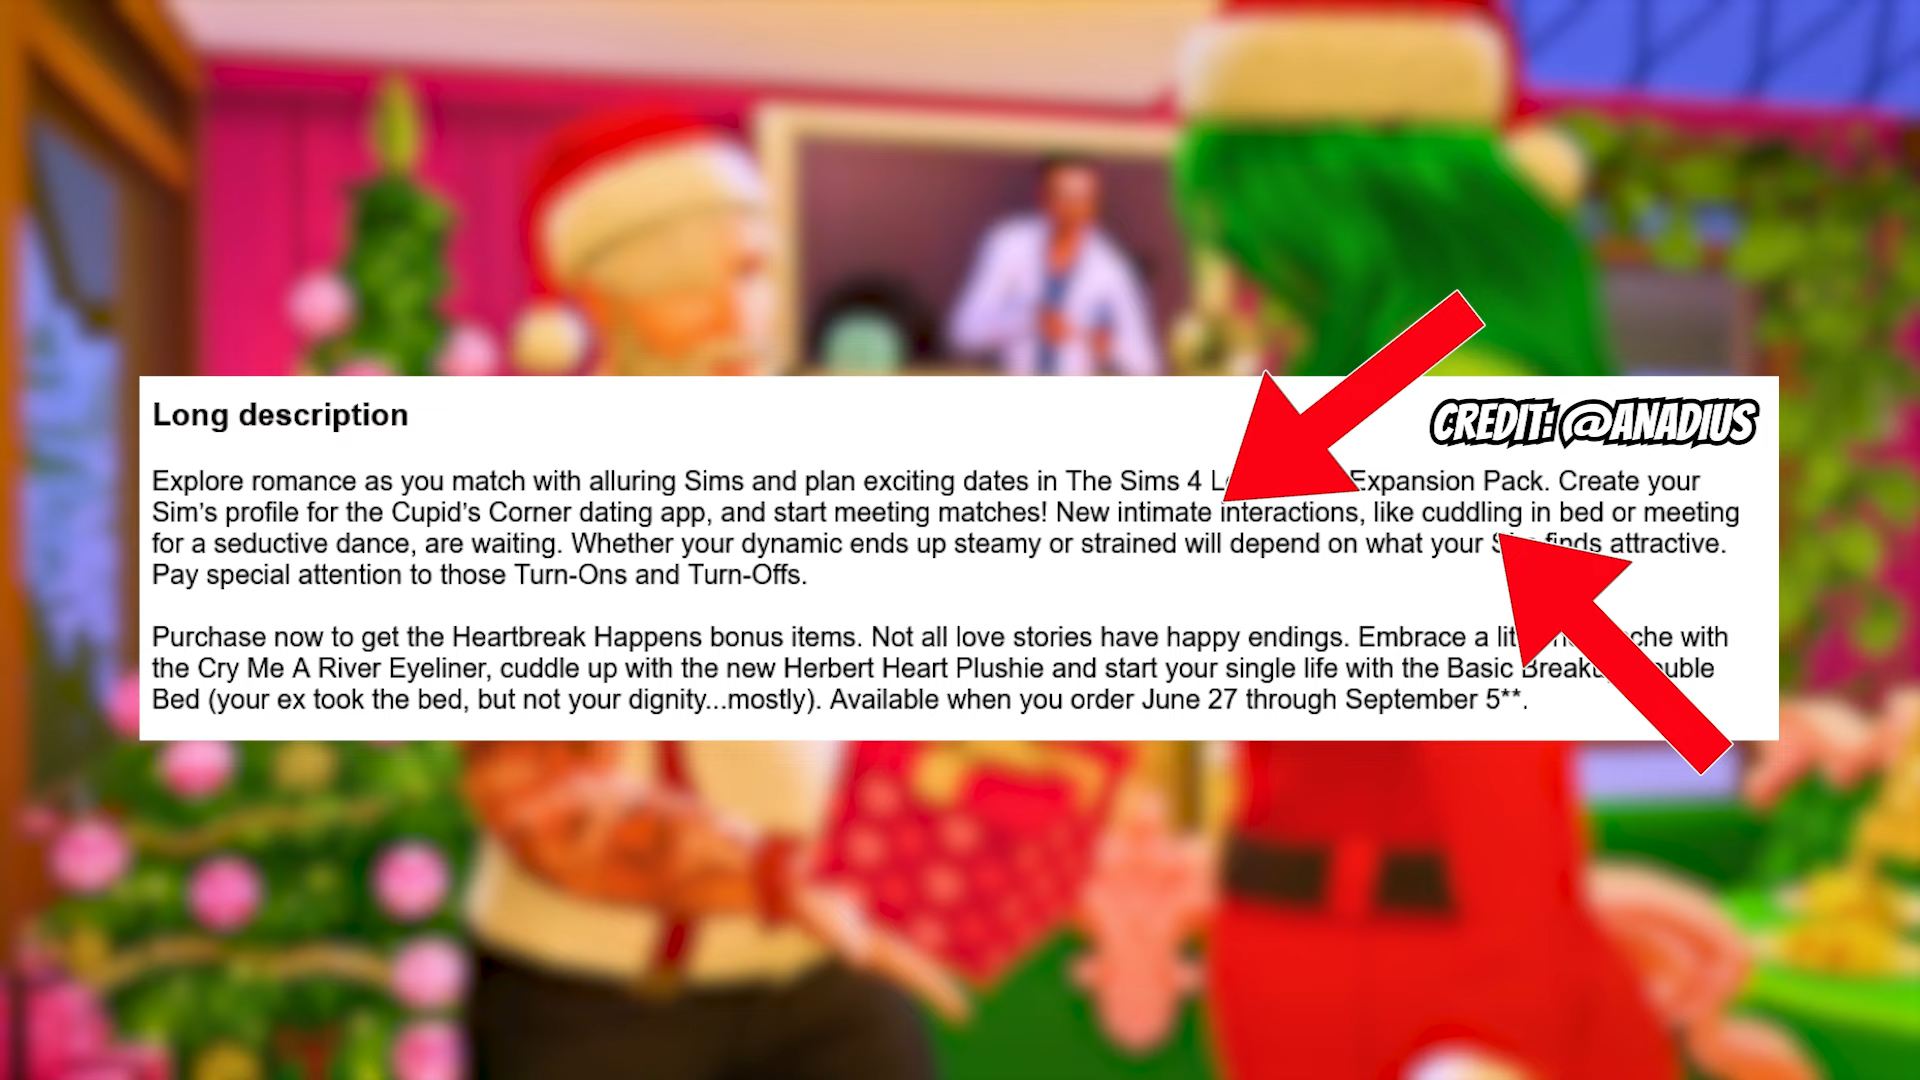 Long description
CREDIT: @ANADIUS
Explore romance as you match with alluring Sims and plan exciting dates in The Sims 4 Expansion Pack. Create your
Sim's profile for the Cupid's Corner dating app, and start meeting matches! New intimate interactions, like cuddling in bed or meeting
for a seductive dance, are waiting. Whether your dynamic ends up steamy or strained will depend on what your finds attractive.
Pay special attention to those Turn-Ons and Turn-Offs.
Purchase now to get the Heartbreak Happens bonus items. Not all love stories have happy endings. Embrace a with
the Cry Me A River Eyeliner, cuddle up with the new Herbert Heart Plushie and start your single life with the Basic
Bed (your ex took the bed, but not your dignity...mostly). Available when you order June 27 through September 5**.